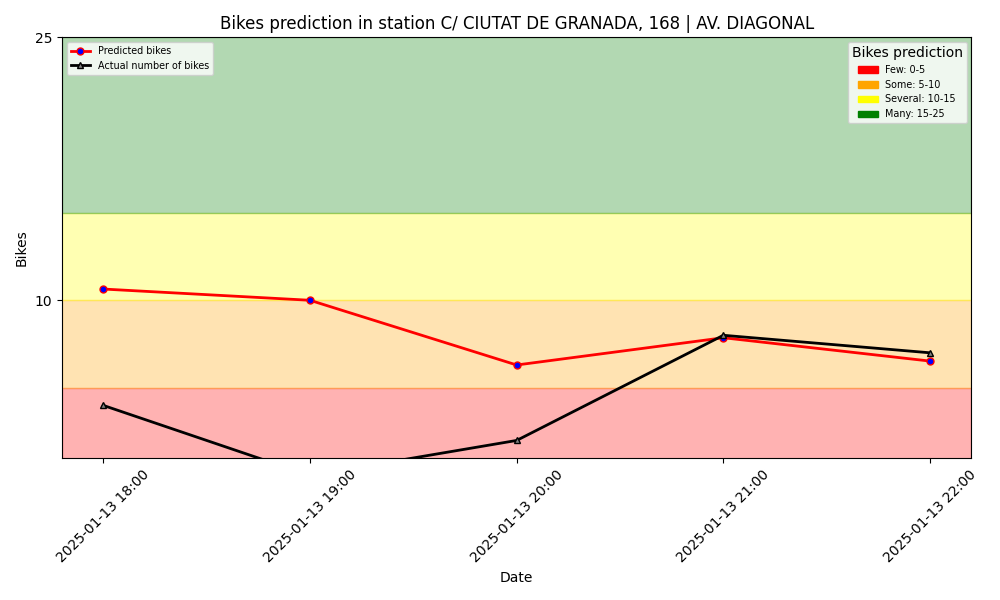 Bikes prediction in station C/ CIUTAT DE GRANADA, 168 | AV. DIAGONAL
25
10
Bikes
Predicted bikes
Actual number of bikes
Bikes prediction
Few: 0-5
Some: 5-10
Several: 10-15
Many: 15-25
2025-01-13 18:00
2025-01-13 19:00
2025-01-13 20:00
2025-01-13 21:00
2025-01-13 22:00
Date